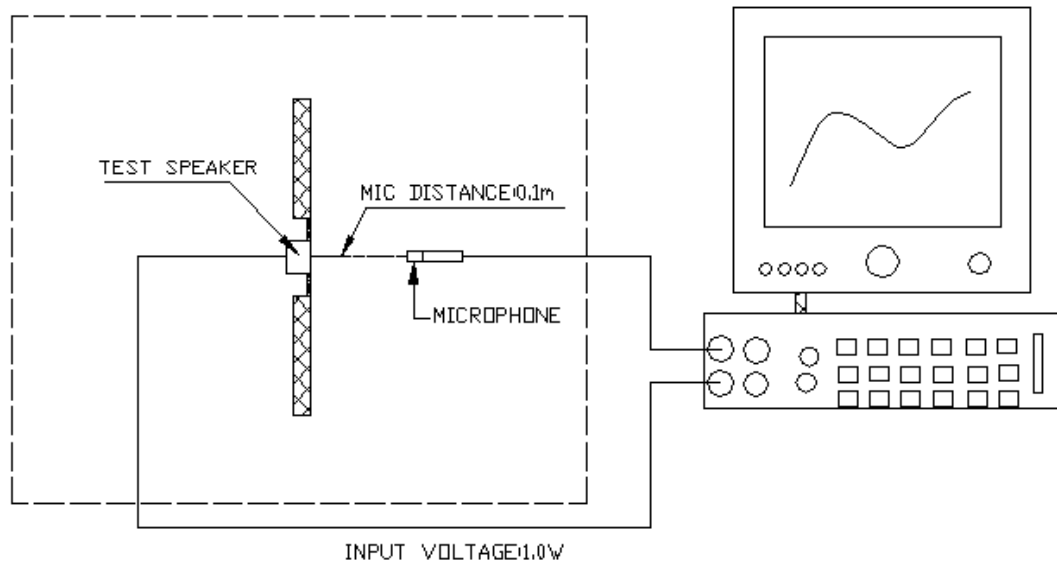 TEST SPEAKER
MIC DISTANCE:0.1m
MICROPHONE
INPUT VOLTAGE:1.0W